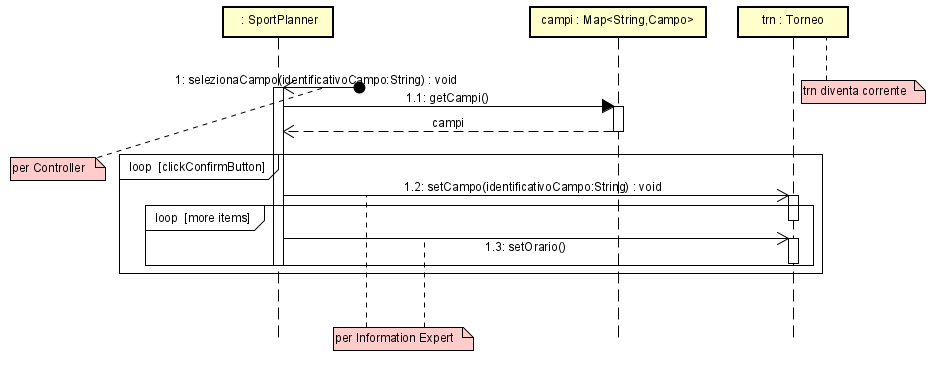 : SportPlanner
campi : Map<String,Campo>
trn : Torneo
1: selezionaCampo(identificativoCampo:String) : void
trn diventa corrente
1.1: getCampi()
campi
per Controller
loop [clickConfirmButton]
1.2: setCampo(identificativoCampo:String) : void
loop [more items]
1.3: setOrario()
per Information Expert